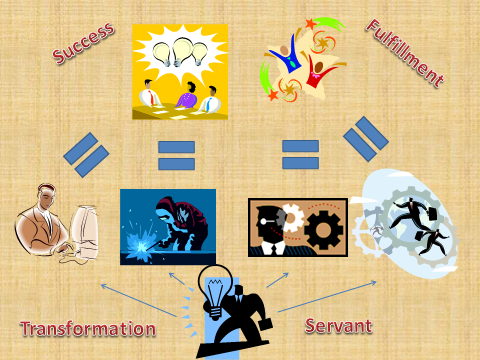 Success
Fulfillment
Transformation
Servant